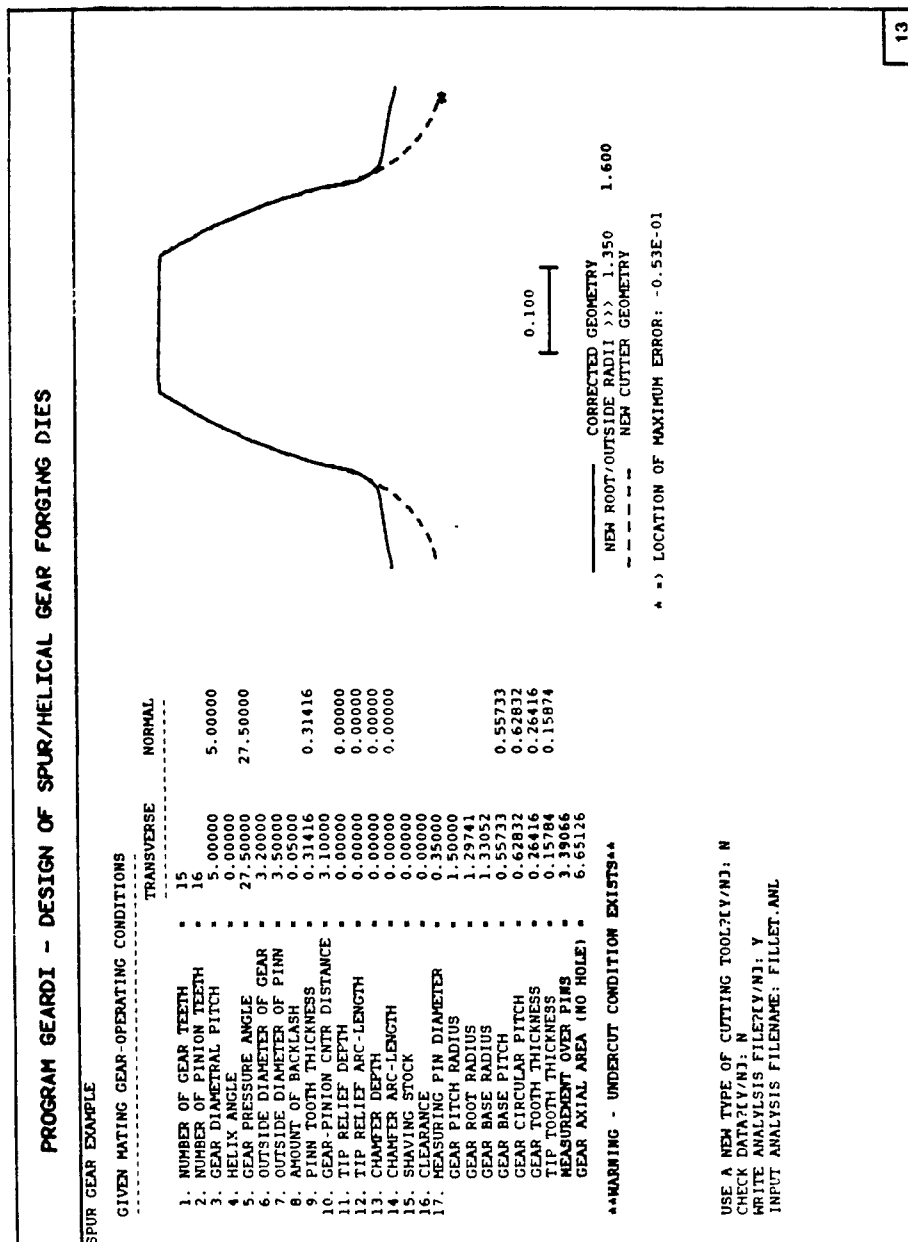 PROGRAM GEARDI - DESIGN OF SPUR/HELICAL GEAR FORGING DIES
SPUR GEAR EXAMPLE
GIVEN MATING GEAR-OPERATING CONDITIONS
TRANSVERSE NORMAL
1. NUMBER OF GEAR TEETH = 15
2. NUMBER OF PINION TEETH = 16
3. GEAR DIAMETRAL PITCH = 5.00000 5.00000
4. HELIX ANGLE = 0.00000
5. GEAR PRESSURE ANGLE = 27.50000 27.50000
6. OUTSIDE DIAMETER OF GEAR = 3.20000
7. OUTSIDE DIAMETER OF PINN = 3.50000
8. AMOUNT OF BACKLASH = 0.05000
9. PINN TOOTH THICKNESS = 0.31416 0.31416
10. GEAR-PINION CNTR DISTANCE = 3.10000
11. TIP RELIEF DEPTH = 0.00000 0.00000
12. TIP RELIEF ARC-LENGTH = 0.00000 0.00000
13. CHAMFER DEPTH = 0.00000 0.00000
14. CHAMFER ARC-LENGTH = 0.00000 0.00000
15. SHAVING STOCK = 0.00000
16. CLEARANCE = 0.00000
17. MEASURING PIN DIAMETER = 0.35000
GEAR PITCH RADIUS = 1.50000
GEAR ROOT RADIUS = 1.29741
GEAR BASE RADIUS = 1.33052
GEAR BASE PITCH = 0.55733 0.55733
GEAR CIRCULAR PITCH = 0.62832 0.62832
GEAR TOOTH THICKNESS = 0.26416 0.26416
TIP TOOTH THICKNESS = 0.15784 0.15874
MEASUREMENT OVER PINS = 3.39066
GEAR AXIAL AREA (NO HOLE) = 6.65126
**WARNING - UNDERCUT CONDITION EXISTS**
USE A NEW TYPE OF CUTTING TOOL?[Y/N]: N
CHECK DATA?[Y/N]: N
WRITE ANALYLSIS FILE?[Y/N]: Y
INPUT ANALYSIS FILENAME: FILLET.ANL
0.100
CORRECTED GEOMETRY
NEW ROOT/OUTSIDE RADII >>> 1.350 1.600
NEW CUTTER GEOMETRY
* => LOCATION OF MAXIMUM ERROR: -0.53E-01
13